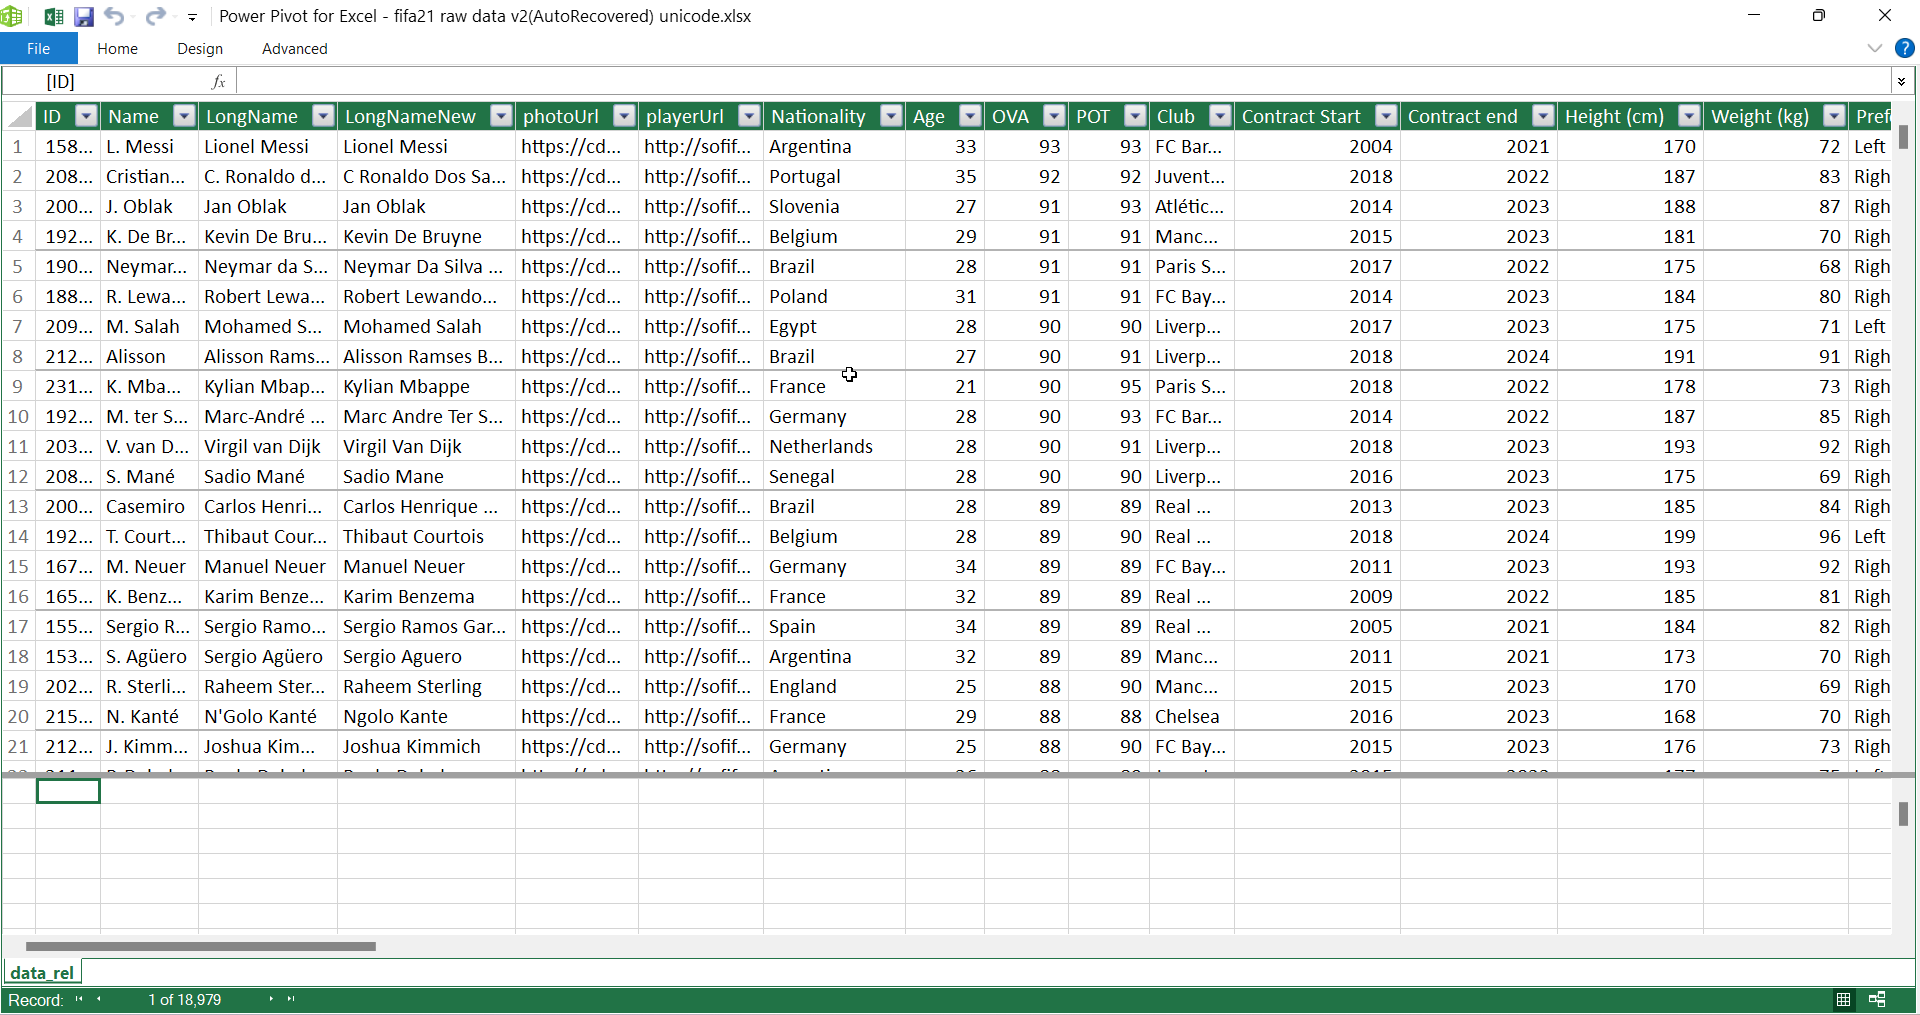 Power Pivot for Excel - fifa21 raw data v2(AutoRecovered) unicode.xlsx
File Home Design Advanced
[ID] fx
ID Name LongName LongNameNew photoUrl playerUrl Nationality Age OVA POT Club Contract Start Contract end Height (cm) Weight (kg) Pref
1 158... L. Messi Lionel Messi Lionel Messi https://cd... http://sofif... Argentina 33 93 93 FC Bar... 2004 2021 170 72 Left
2 208... Cristian... C. Ronaldo d... C Ronaldo Dos Sa... https://cd... http://sofif... Portugal 35 92 92 Juvent... 2018 2022 187 83 Righ
3 200... J. Oblak Jan Oblak Jan Oblak https://cd... http://sofif... Slovenia 27 91 93 Atlétic... 2014 2023 188 87 Righ
4 192... K. De Br... Kevin De Bru... Kevin De Bruyne https://cd... http://sofif... Belgium 29 91 91 Manc... 2015 2023 181 70 Righ
5 190... Neymar... Neymar da S... Neymar Da Silva ... https://cd... http://sofif... Brazil 28 91 91 Paris S... 2017 2022 175 68 Righ
6 188... R. Lewa... Robert Lewa... Robert Lewando... https://cd... http://sofif... Poland 31 91 91 FC Bay... 2014 2023 184 80 Righ
7 209... M. Salah Mohamed S... Mohamed Salah https://cd... http://sofif... Egypt 28 90 90 Liverp... 2017 2023 175 71 Left
8 212... Alisson Alisson Rams... Alisson Ramses B... https://cd... http://sofif... Brazil 27 90 91 Liverp... 2018 2024 191 91 Righ
9 231... K. Mba... Kylian Mbap... Kylian Mbappe https://cd... http://sofif... France 21 90 95 Paris S... 2018 2022 178 73 Righ
10 192... M. ter S... Marc-André ... Marc Andre Ter S... https://cd... http://sofif... Germany 28 90 93 FC Bar... 2014 2022 187 85 Righ
11 203... V. van D... Virgil van Dijk Virgil Van Dijk https://cd... http://sofif... Netherlands 28 90 91 Liverp... 2018 2023 193 92 Righ
12 208... S. Mané Sadio Mané Sadio Mane https://cd... http://sofif... Senegal 28 90 90 Liverp... 2016 2023 175 69 Righ
13 200... Casemiro Carlos Henri... Carlos Henrique ... https://cd... http://sofif... Brazil 28 89 89 Real ... 2013 2023 185 84 Righ
14 192... T. Court... Thibaut Cour... Thibaut Courtois https://cd... http://sofif... Belgium 28 89 90 Real ... 2018 2024 199 96 Left
15 167... M. Neuer Manuel Neuer Manuel Neuer https://cd... http://sofif... Germany 34 89 89 FC Bay... 2011 2023 193 92 Righ
16 165... K. Benz... Karim Benze... Karim Benzema https://cd... http://sofif... France 32 89 89 Real ... 2009 2022 185 81 Righ
17 155... Sergio R... Sergio Ramo... Sergio Ramos Gar... https://cd... http://sofif... Spain 34 89 89 Real ... 2005 2021 184 82 Righ
18 153... S. Agüero Sergio Agüero Sergio Aguero https://cd... http://sofif... Argentina 32 89 89 Manc... 2011 2021 173 70 Righ
19 202... R. Sterli... Raheem Ster... Raheem Sterling https://cd... http://sofif... England 25 88 90 Manc... 2015 2023 170 69 Righ
20 215... N. Kanté N'Golo Kanté Ngolo Kante https://cd... http://sofif... France 29 88 88 Chelsea 2016 2023 168 70 Righ
21 212... J. Kimm... Joshua Kim... Joshua Kimmich https://cd... http://sofif... Germany 25 88 90 FC Bay... 2015 2023 176 73 Righ
data_rel
Record: 1 of 18,979